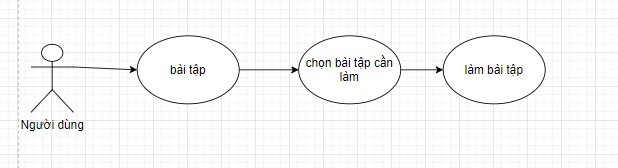 bài tập
chọn bài tập cần
làm
làm bài tập
Người dùng